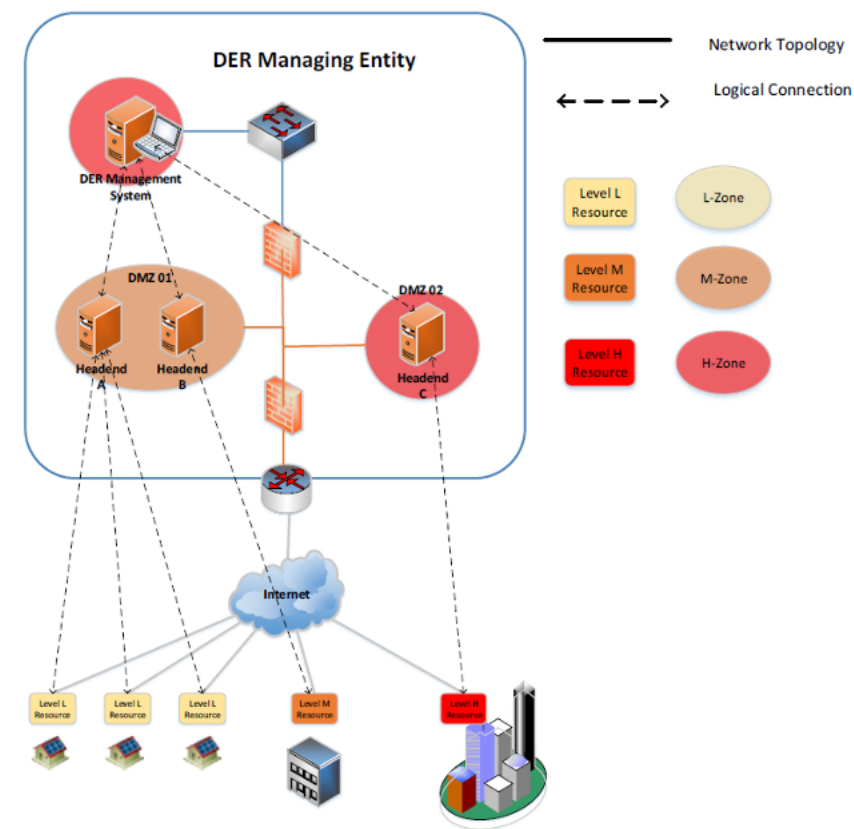 DER Managing Entity
Network Topology
Logical Connection
DER Management
System
Level L
Resource
L-Zone
Level M
Resource
M-Zone
Level H
Resource
H-Zone
DMZ 01
Headend
A
Headend
B
DMZ 02
Headend
C
Internet
Level L
Resource
Level L
Resource
Level L
Resource
Level M
Resource
Level H
Resource